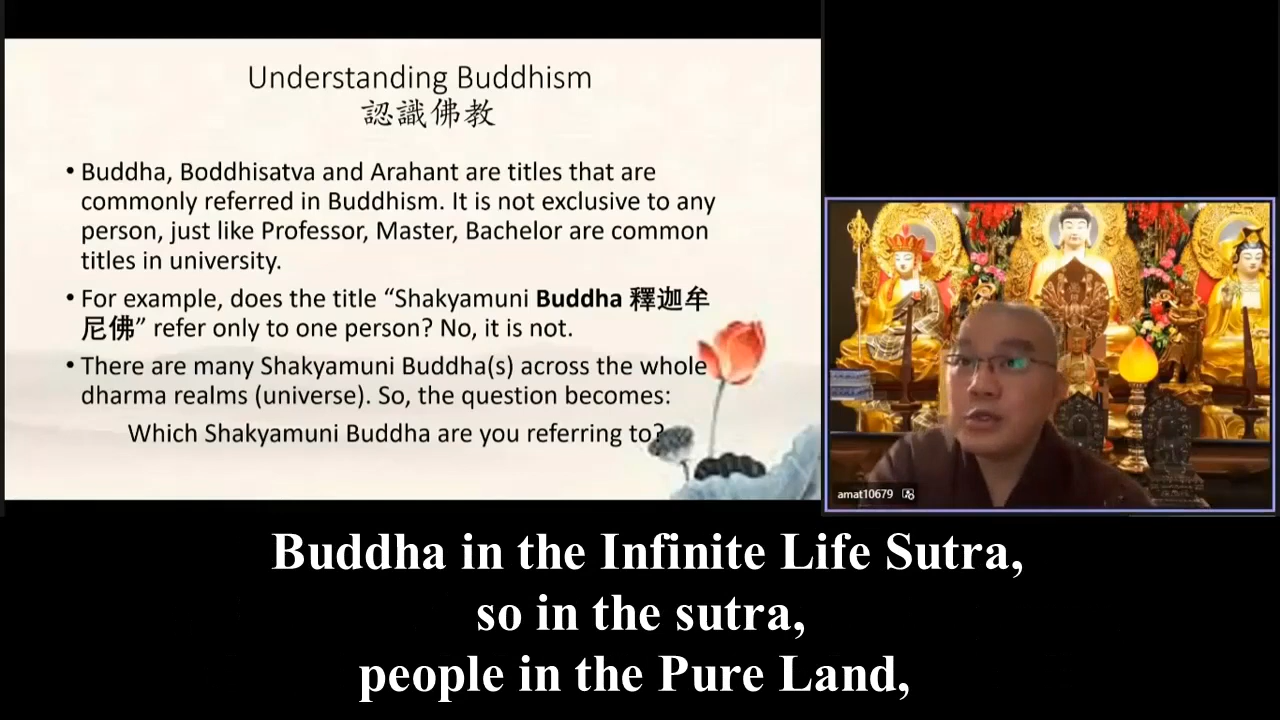 Understanding Buddhism
認識佛教
• Buddha, Boddhisatva and Arahant are titles that are
commonly referred in Buddhism. It is not exclusive to any
person, just like Professor, Master, Bachelor are common
titles in university.
• For example, does the title “Shakyamuni Buddha 釋迦牟
尼佛” refer only to one person? No, it is not.
• There are many Shakyamuni Buddha(s) across the whole
dharma realms (universe). So, the question becomes:
Which Shakyamuni Buddha are you referring to?
amat10679
Buddha in the Infinite Life Sutra,
so in the sutra,
people in the Pure Land,